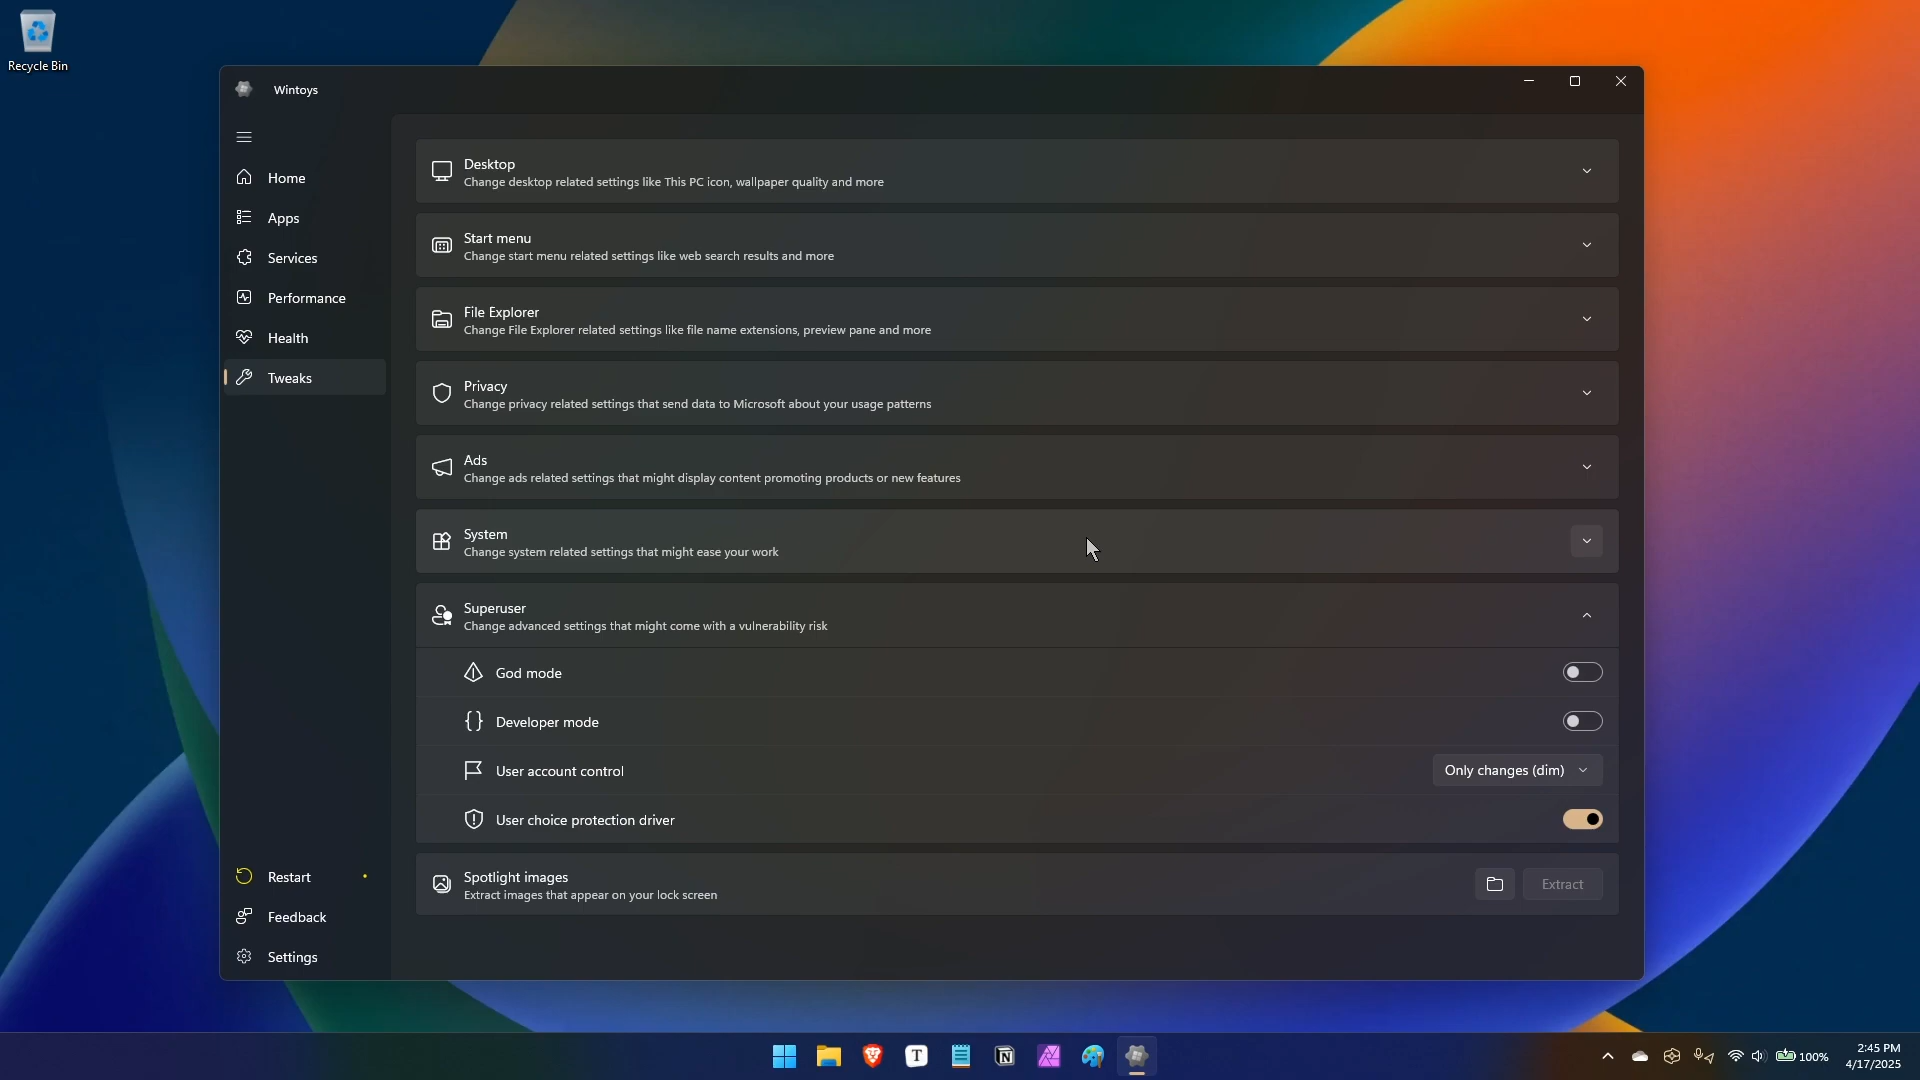 Recycle Bin
Wintoys
Home
Apps
Services
Performance
Health
Tweaks
Restart
Feedback
Settings
Desktop
Change desktop related settings like This PC icon, wallpaper quality and more
Start menu
Change start menu related settings like web search results and more
File Explorer
Change File Explorer related settings like file name extensions, preview pane and more
Privacy
Change privacy related settings that send data to Microsoft about your usage patterns
Ads
Change ads related settings that might display content promoting products or new features
System
Change system related settings that might ease your work
Superuser
Change advanced settings that might come with a vulnerability risk
God mode
Developer mode
User account control
Only changes (dim)
User choice protection driver
Spotlight images
Extract images that appear on your lock screen
Extract
T
N
100%
2:45 PM
4/17/2025